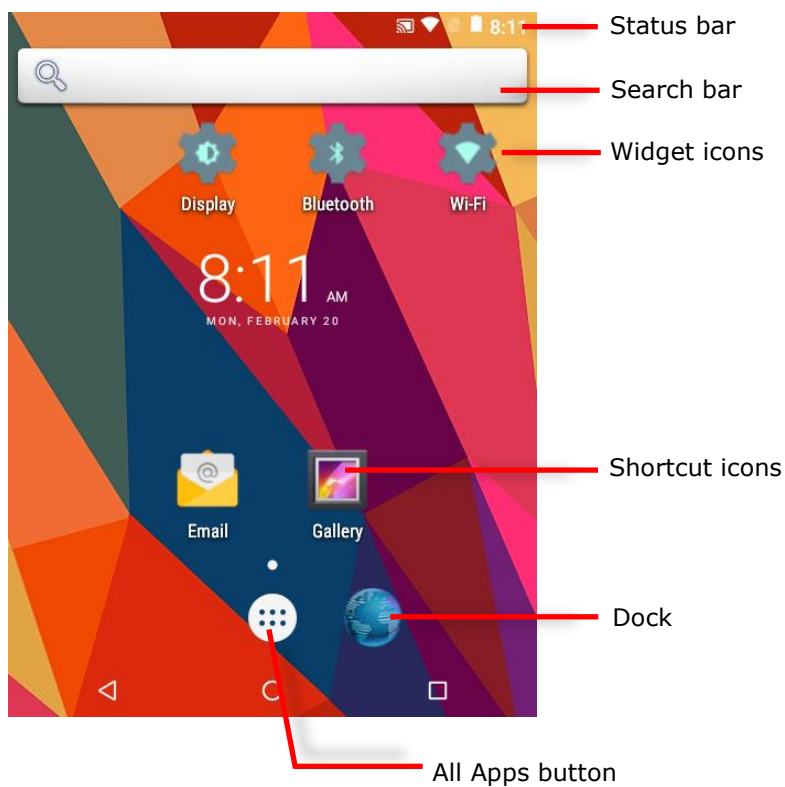 8:11
Status bar
Search bar
Widget icons
Display
Bluetooth
Wi-Fi
8:11 AM
MON, FEBRUARY 20
Shortcut icons
@
Email
Gallery
Dock
All Apps button